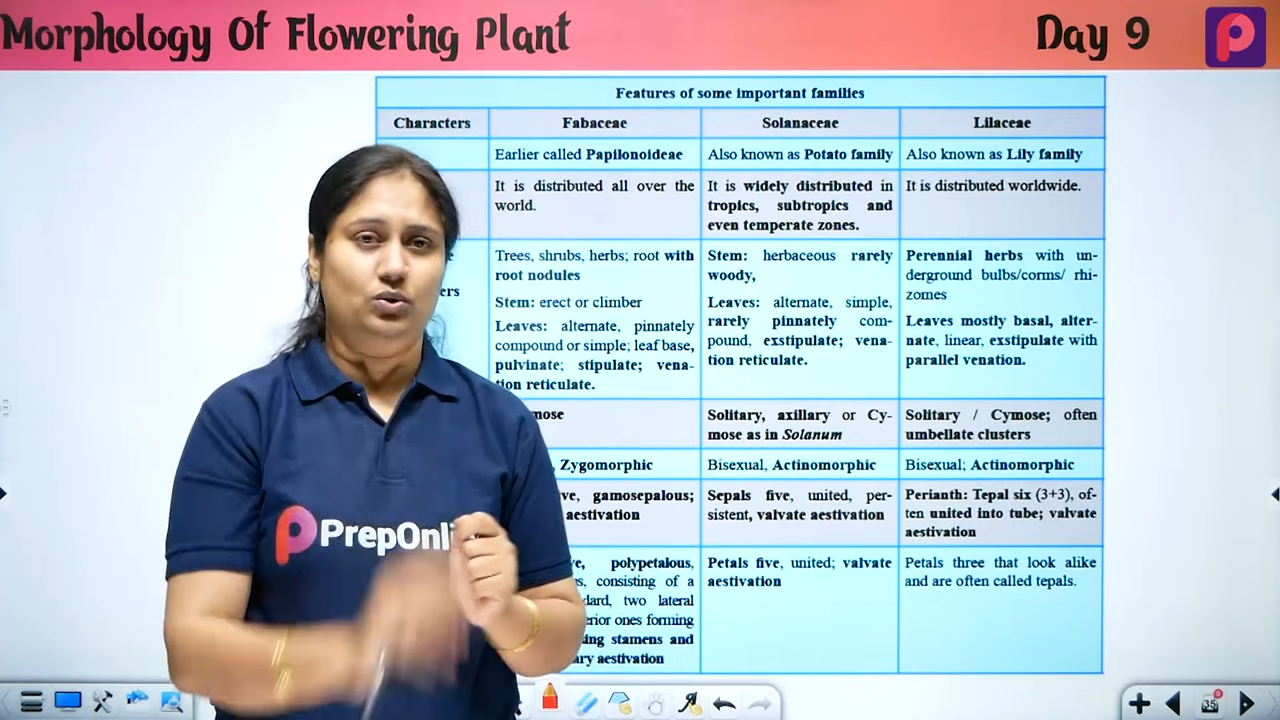 Morphology Of Flowering Plant
Day 9
Features of some important families
Characters
Fabaceae
Solanaceae
Lilaceae
Earlier called Papilonoideae
Also known as Potato family
Also known as Lily family
It is distributed all over the
world.
It is widely distributed in
tropics, subtropics and
even temperate zones.
It is distributed worldwide.
Trees, shrubs, herbs; root with
root nodules
Stem: erect or climber
Leaves: alternate, pinnately
compound or simple; leaf base,
pulvinate; stipulate; vena-
tion reticulate.
Stem: herbaceous rarely
woody,
Leaves: alternate, simple,
rarely pinnately com-
pound, exstipulate; vena-
tion reticulate.
Perennial herbs with un-
derground bulbs/corms/ rhi-
zomes
Leaves mostly basal, alter-
nate, linear, exstipulate with
parallel venation.
Solitary, axillary or Cy-
mose as in Solanum
Solitary / Cymose; often
umbellate clusters
Zygomorphic
Bisexual, Actinomorphic
Bisexual; Actinomorphic
gamosepalous;
aestivation
Sepals five, united, per-
sistent, valvate aestivation
Perianth: Tepal six (3+3), of-
ten united into tube; valvate
aestivation
polypetalous,
consisting of a
two lateral
ones forming
stamens and
aestivation
Petals five, united; valvate
aestivation
Petals three that look alike
and are often called tepals.
PrepOnli
35